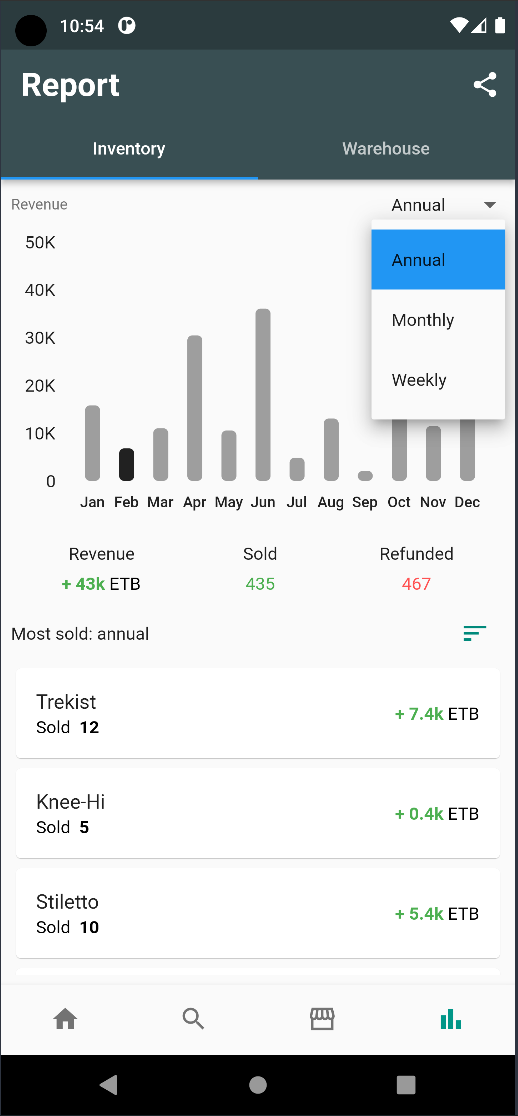 10:54
Report
Inventory
Warehouse
Revenue
Annual
Annual
Monthly
Weekly
50K
40K
30K
20K
10K
0
Jan Feb Mar Apr May Jun Jul Aug Sep Oct Nov Dec
Revenue Sold Refunded
+ 43k ETB 435 467
Most sold: annual
Trekist
Sold 12
+ 7.4k ETB
Knee-Hi
Sold 5
+ 0.4k ETB
Stiletto
Sold 10
+ 5.4k ETB